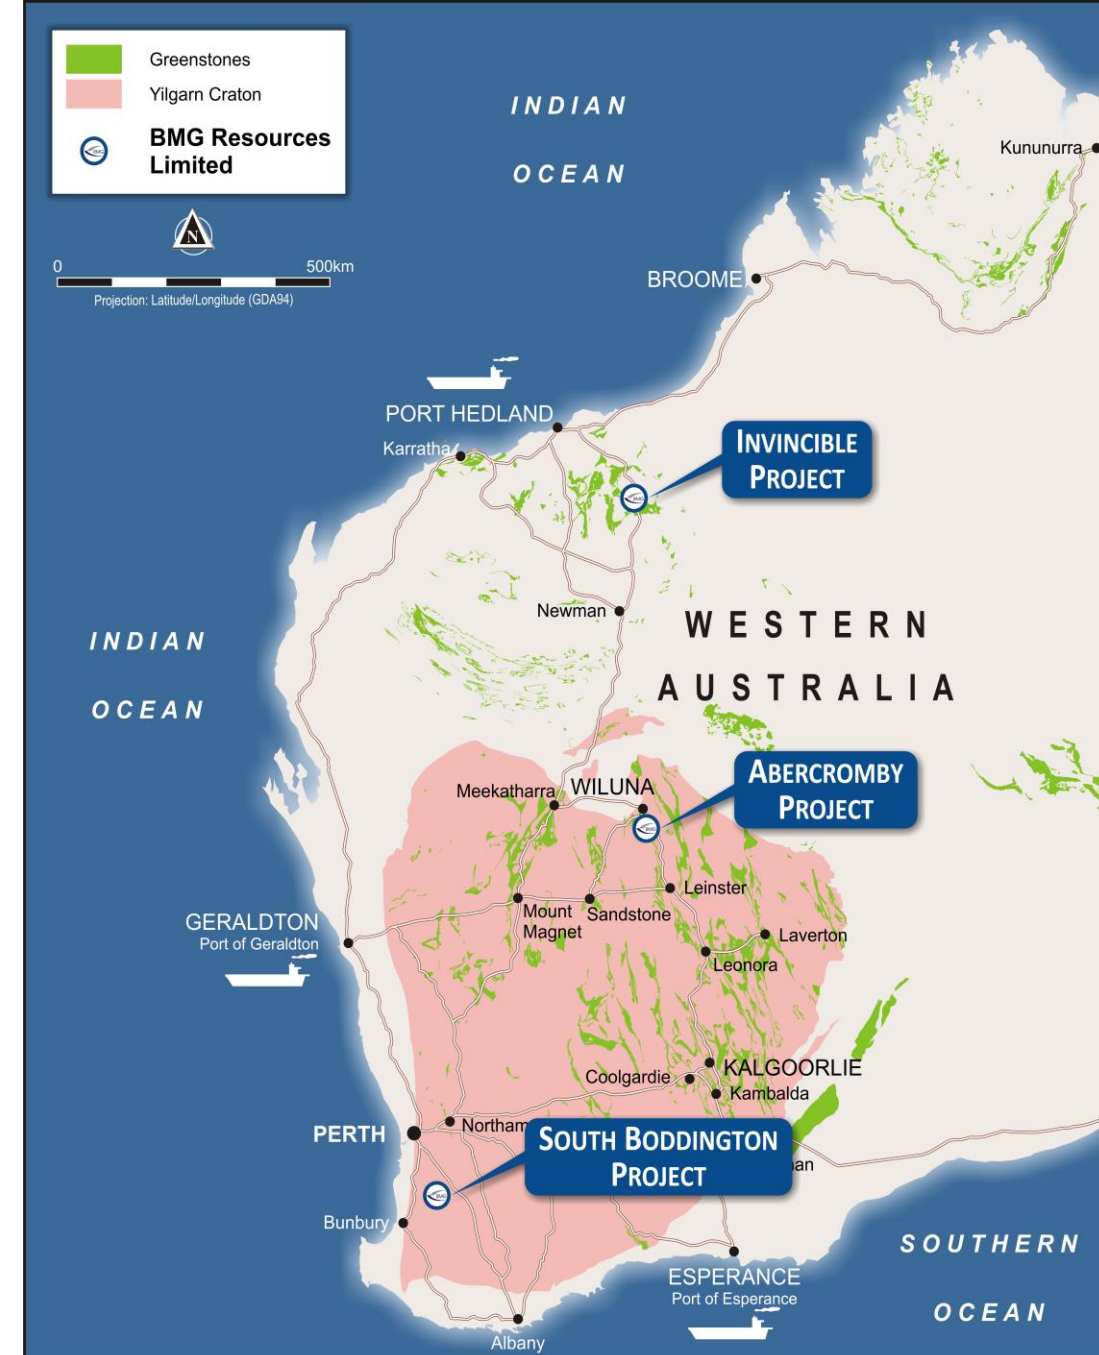 Greenstones
Yilgarn Craton
BMG Resources
Limited
N
0 500km
Projection: Latitude/Longitude (GDA94)
INDIAN
OCEAN
Kununurra
BROOME
PORT HEDLAND
Karratha
INVINCIBLE
PROJECT
Newman
WESTERN
AUSTRALIA
INDIAN
OCEAN
ABERCROMBY
PROJECT
Meekatharra
WILUNA
BMG
Leinster
Mount
Magnet
Sandstone
GERALDTON
Port of Geraldton
Laverton
Leonora
KALGOORLIE
Coolgardie
Kambalda
Northam
PERTH
SOUTH BODDINGTON
PROJECT
man
Bunbury
SOUTHERN
OCEAN
ESPERANCE
Port of Esperance
Albany